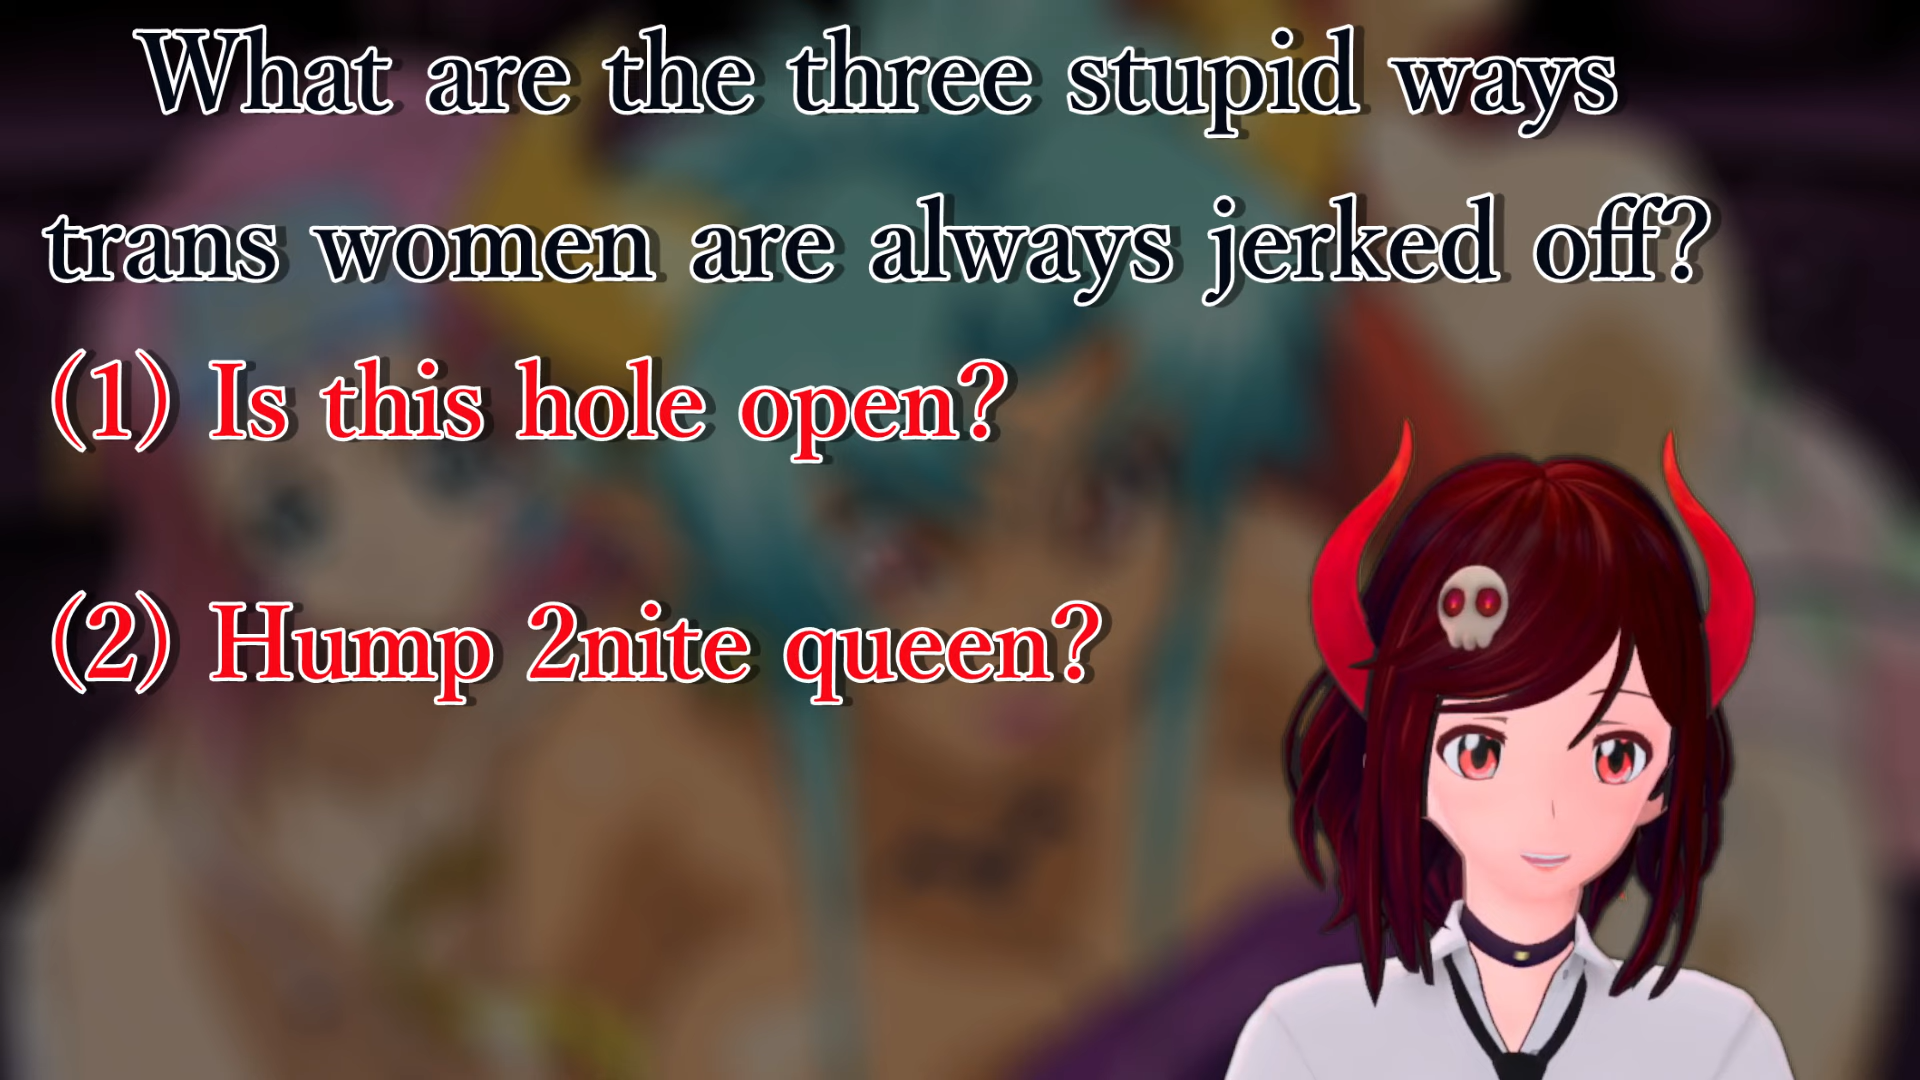 What are the three stupid ways
trans women are always jerked off?
(1) Is this hole open?
(2) Hump 2nite queen?